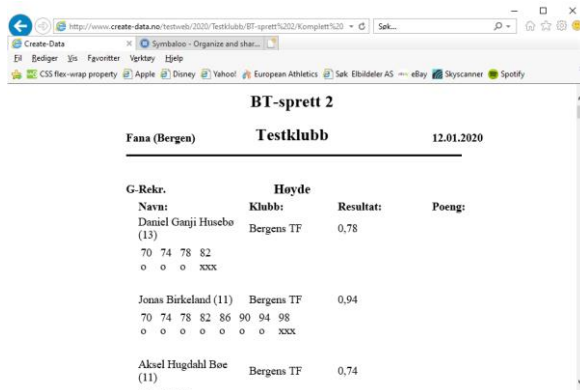 http://www.create-data.no/testweb/2020/Testklubb/BT-sprett%202/Komplett%20
Søk...
Create-Data
Symbaloo - Organize and shar...
Fil Rediger Vis Favoritter Verktøy Hjelp
CSS flex-wrap property Apple Disney Yahoo! European Athletics Søk Elbildeler AS eBay Skyscanner Spotify
BT-sprett 2
Fana (Bergen) Testklubb 12.01.2020
G-Rekr. Høyde
Navn: Klubb: Resultat: Poeng:
Daniel Ganji Husebø
(13) Bergens TF 0,78
70 74 78 82
o o o xxx
Jonas Birkeland (11) Bergens TF 0,94
70 74 78 82 86 90 94 98
o o o o o o o xxx
Aksel Hugdahl Bøe
(11) Bergens TF 0,74